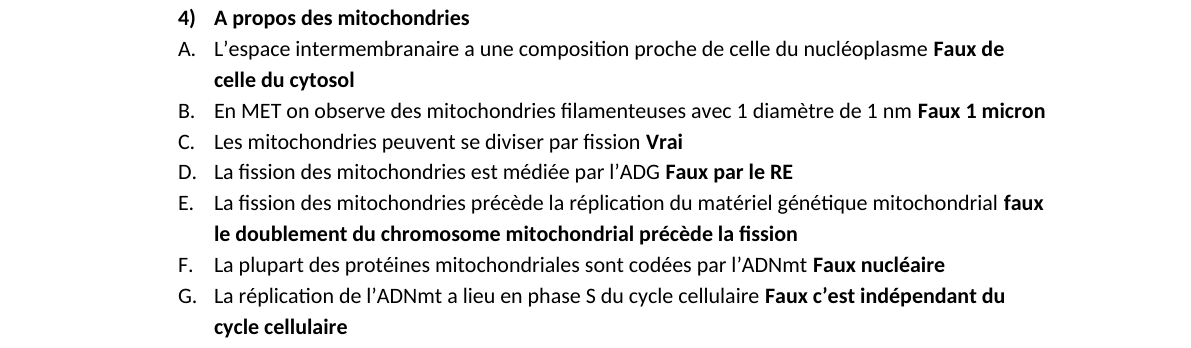 4) A propos des mitochondries
A. L’espace intermembranaire a une composition proche de celle du nucléoplasme Faux de
celle du cytosol
B. En MET on observe des mitochondries filamenteuses avec 1 diamètre de 1 nm Faux 1 micron
C. Les mitochondries peuvent se diviser par fission Vrai
D. La fission des mitochondries est médiée par l’ADG Faux par le RE
E. La fission des mitochondries précède la réplication du matériel génétique mitochondrial faux
le doublement du chromosome mitochondrial précède la fission
F. La plupart des protéines mitochondriales sont codées par l’ADNmt Faux nucléaire
G. La réplication de l’ADNmt a lieu en phase S du cycle cellulaire Faux c’est indépendant du
cycle cellulaire